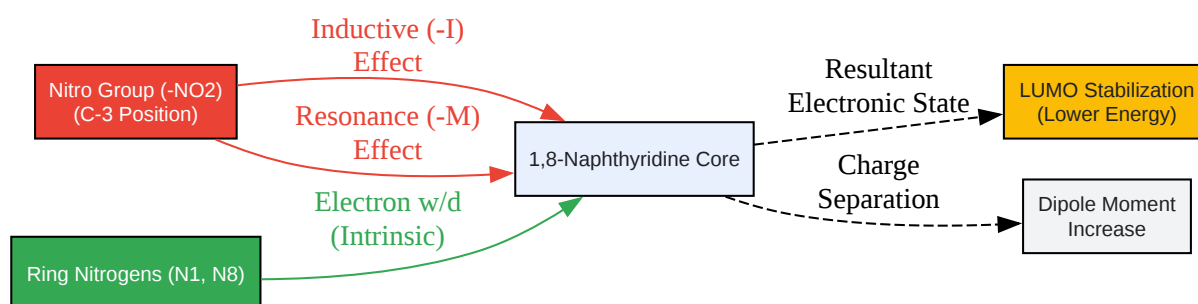 Inductive (-I)
Effect
Nitro Group (-NO2)
(C-3 Position)
Resonance (-M)
Effect
Electron w/d
(Intrinsic)
Ring Nitrogens (N1, N8)
1,8-Naphthyridine Core
Resultant
Electronic State
Charge
Separation
LUMO Stabilization
(Lower Energy)
Dipole Moment
Increase